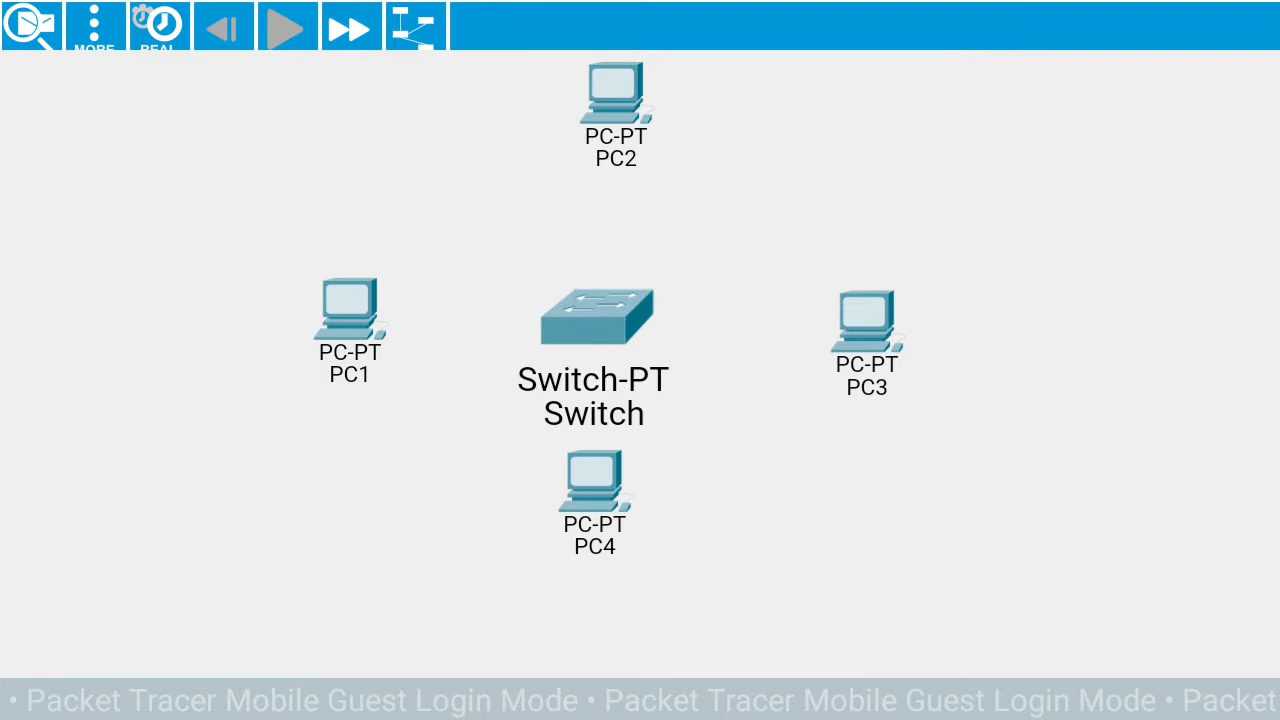 MORE
REAL
PC-PT
PC2
PC-PT
PC1
Switch-PT
Switch
PC-PT
PC3
PC-PT
PC4
• Packet Tracer Mobile Guest Login Mode • Packet Tracer Mobile Guest Login Mode • Packet